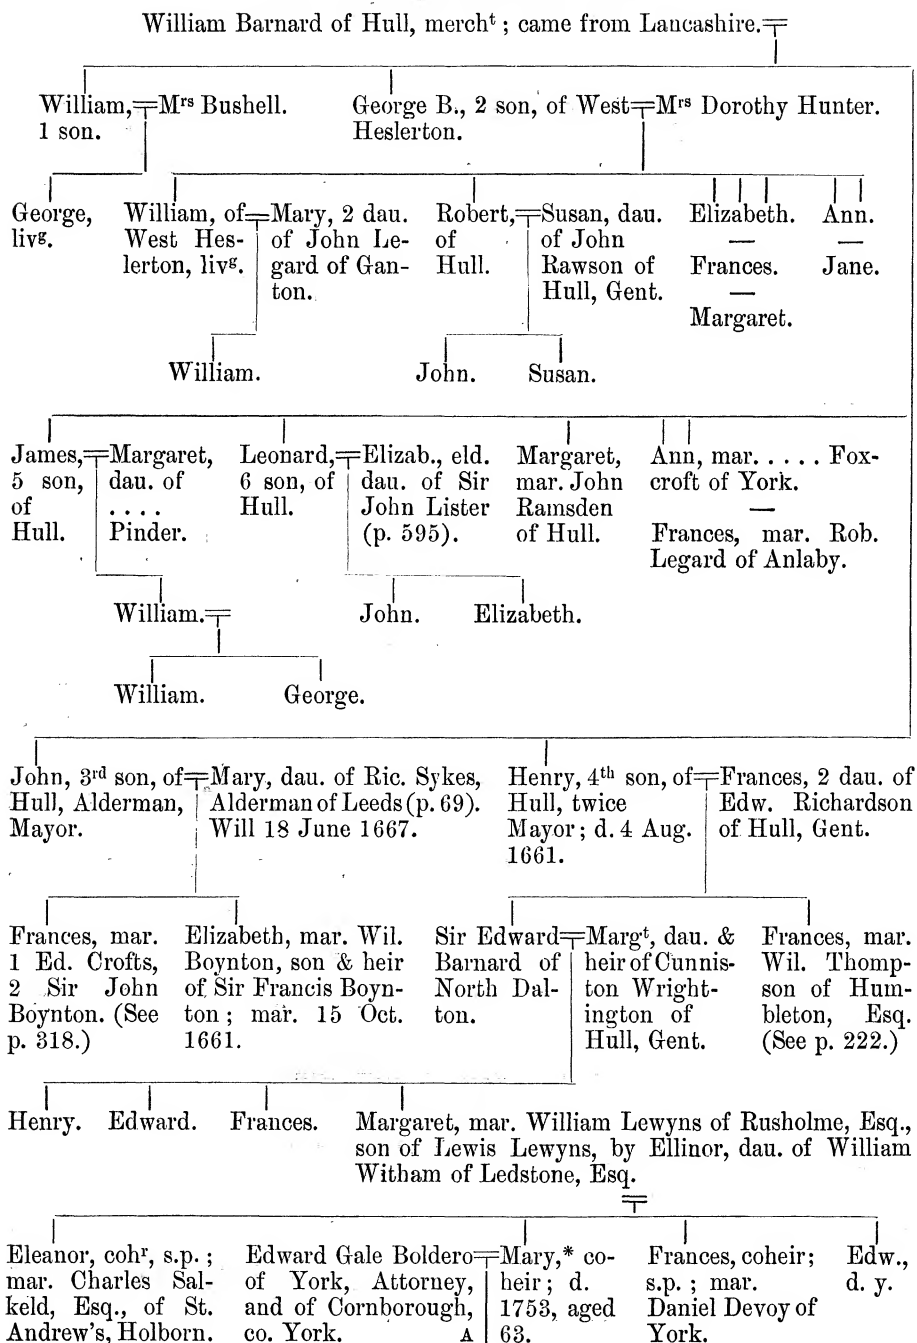 William Barnard of Hull, mercht ; came from Lancashire.
William,
1 son.
Mrs Bushell.
George B., 2 son, of West
Heslerton.
Mrs Dorothy Hunter.
George,
livg.
William, of
West Hes-
lerton, livg.
Mary, 2 dau.
of John Le-
gard of Gan-
ton.
Robert,
of
Hull.
Susan, dau.
of John
Rawson of
Hull, Gent.
Elizabeth.
—
Frances.
—
Margaret.
Ann.
—
Jane.
William.
John.
Susan.
James,
5 son,
of
Hull.
Margaret,
dau. of
. . . .
Pinder.
Leonard,
6 son, of
Hull.
Elizab., eld.
dau. of Sir
John Lister
(p. 595).
Margaret,
mar. John
Ramsden
of Hull.
Ann, mar. . . . . . Fox-
croft of York.
—
Frances, mar. Rob.
Legard of Anlaby.
William.
John.
Elizabeth.
William.
George.
John, 3rd son, of
Hull, Alderman,
Mayor.
Mary, dau. of Ric. Sykes,
Alderman of Leeds (p. 69).
Will 18 June 1667.
Henry, 4th son, of
Hull, twice
Mayor ; d. 4 Aug.
1661.
Frances, 2 dau. of
Edw. Richardson
of Hull, Gent.
Frances, mar.
1 Ed. Crofts,
2 Sir John
Boynton. (See
p. 318.)
Elizabeth, mar. Wil.
Boynton, son & heir
of Sir Francis Boyn-
ton ; mar. 15 Oct.
1661.
Sir Edward
Barnard of
North Dal-
ton.
Margt, dau. &
heir of Cunnis-
ton Wright-
ington of
Hull, Gent.
Frances, mar.
Wil. Thomp-
son of Hum-
bleton, Esq.
(See p. 222.)
Henry.
Edward.
Frances.
Margaret, mar. William Lewyns of Rusholme, Esq.,
son of Lewis Lewyns, by Ellinor, dau. of William
Witham of Ledstone, Esq.
Eleanor, cohr, s.p. ;
mar. Charles Sal-
keld, Esq., of St.
Andrew's, Holborn.
Edward Gale Boldero
of York, Attorney,
and of Cornborough,
co. York.
A
Mary,* co-
heir ; d.
1753, aged
63.
Frances, coheir ;
s.p. ; mar.
Daniel Devoy of
York.
Edw.,
d. y.